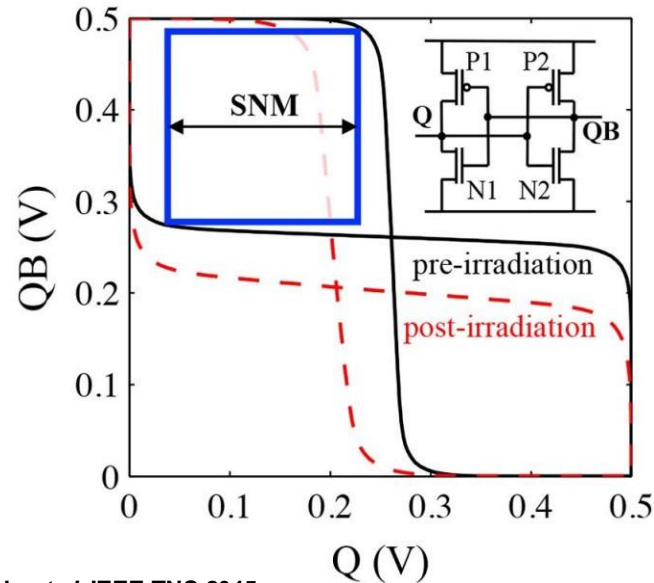 0.5
0.4
0.3
0.2
0.1
0
QB (V)
SNM
P1
P2
Q
QB
N1
N2
pre-irradiation
post-irradiation
0
0.1
0.2
0.3
0.4
0.5
Q (V)